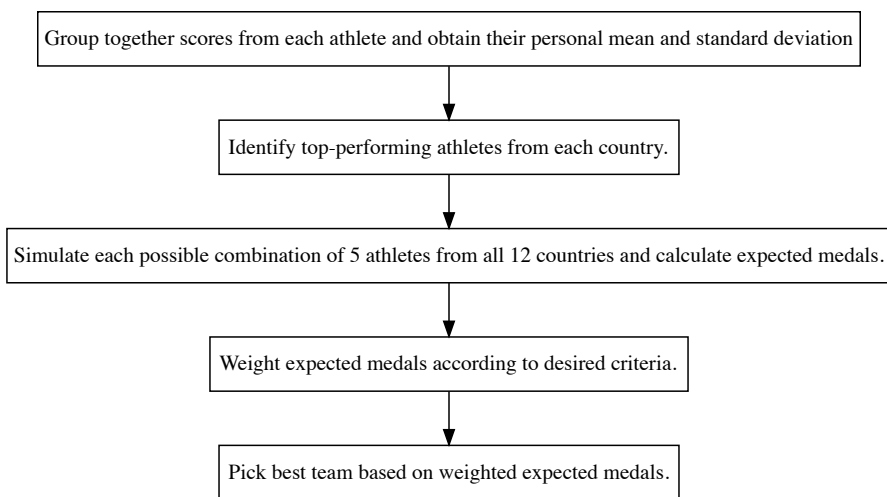 Group together scores from each athlete and obtain their personal mean and standard deviation
Identify top-performing athletes from each country.
Simulate each possible combination of 5 athletes from all 12 countries and calculate expected medals.
Weight expected medals according to desired criteria.
Pick best team based on weighted expected medals.